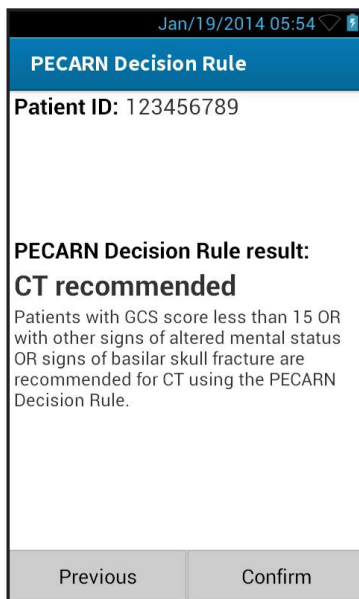 Jan/19/2014 05:54
PECARN Decision Rule
Patient ID: 123456789
PECARN Decision Rule result:
CT recommended
Patients with GCS score less than 15 OR
with other signs of altered mental status
OR signs of basilar skull fracture are
recommended for CT using the PECARN
Decision Rule.
Previous
Confirm